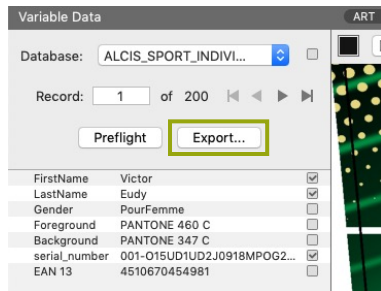 Variable Data
ART
Database: ALCIS_SPORT_INDIVI...
Record: 1 of 200
Preflight Export...
FirstName Victor
LastName Eudy
Gender PourFemme
Foreground PANTONE 460 C
Background PANTONE 347 C
serial_number 001-O15UD1UD2J0918MPOG2...
EAN 13 4510670454981